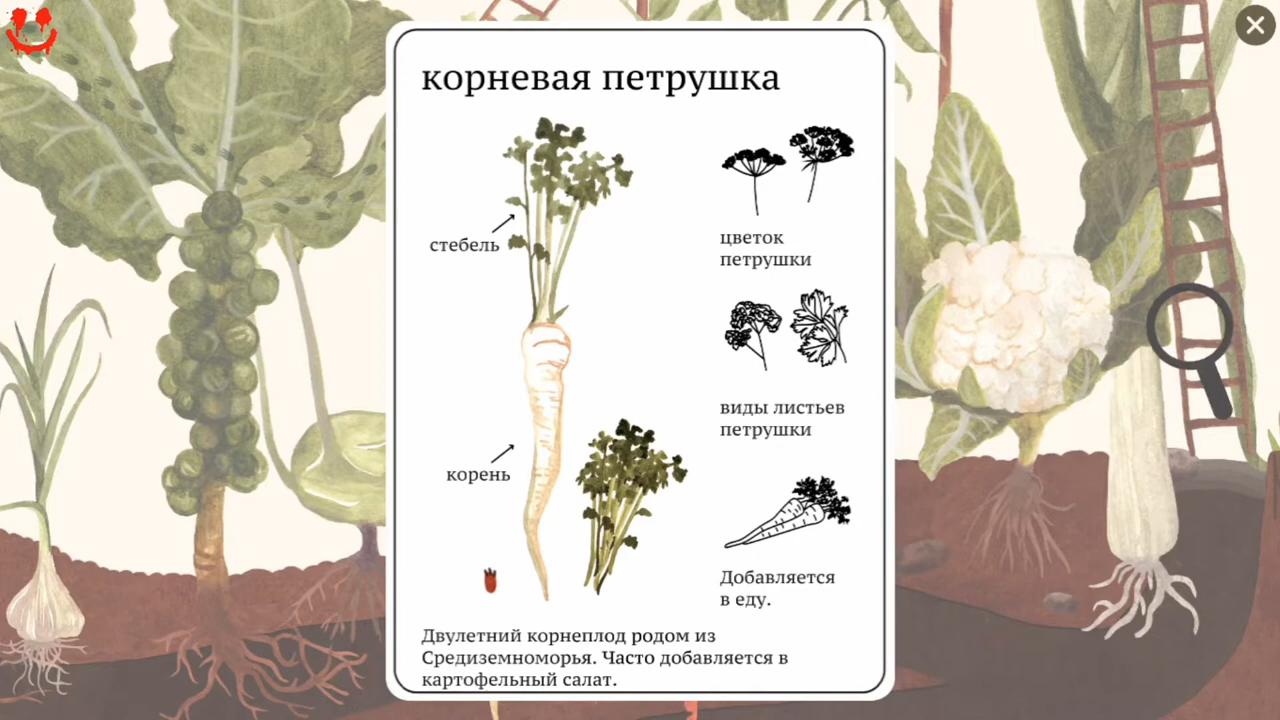 корневая петрушка
стебель
цветок
петрушки
виды листьев
петрушки
корень
Добавляется
в еду.
Двулетний корнеплод родом из
Средиземноморья. Часто добавляется в
картофельный салат.